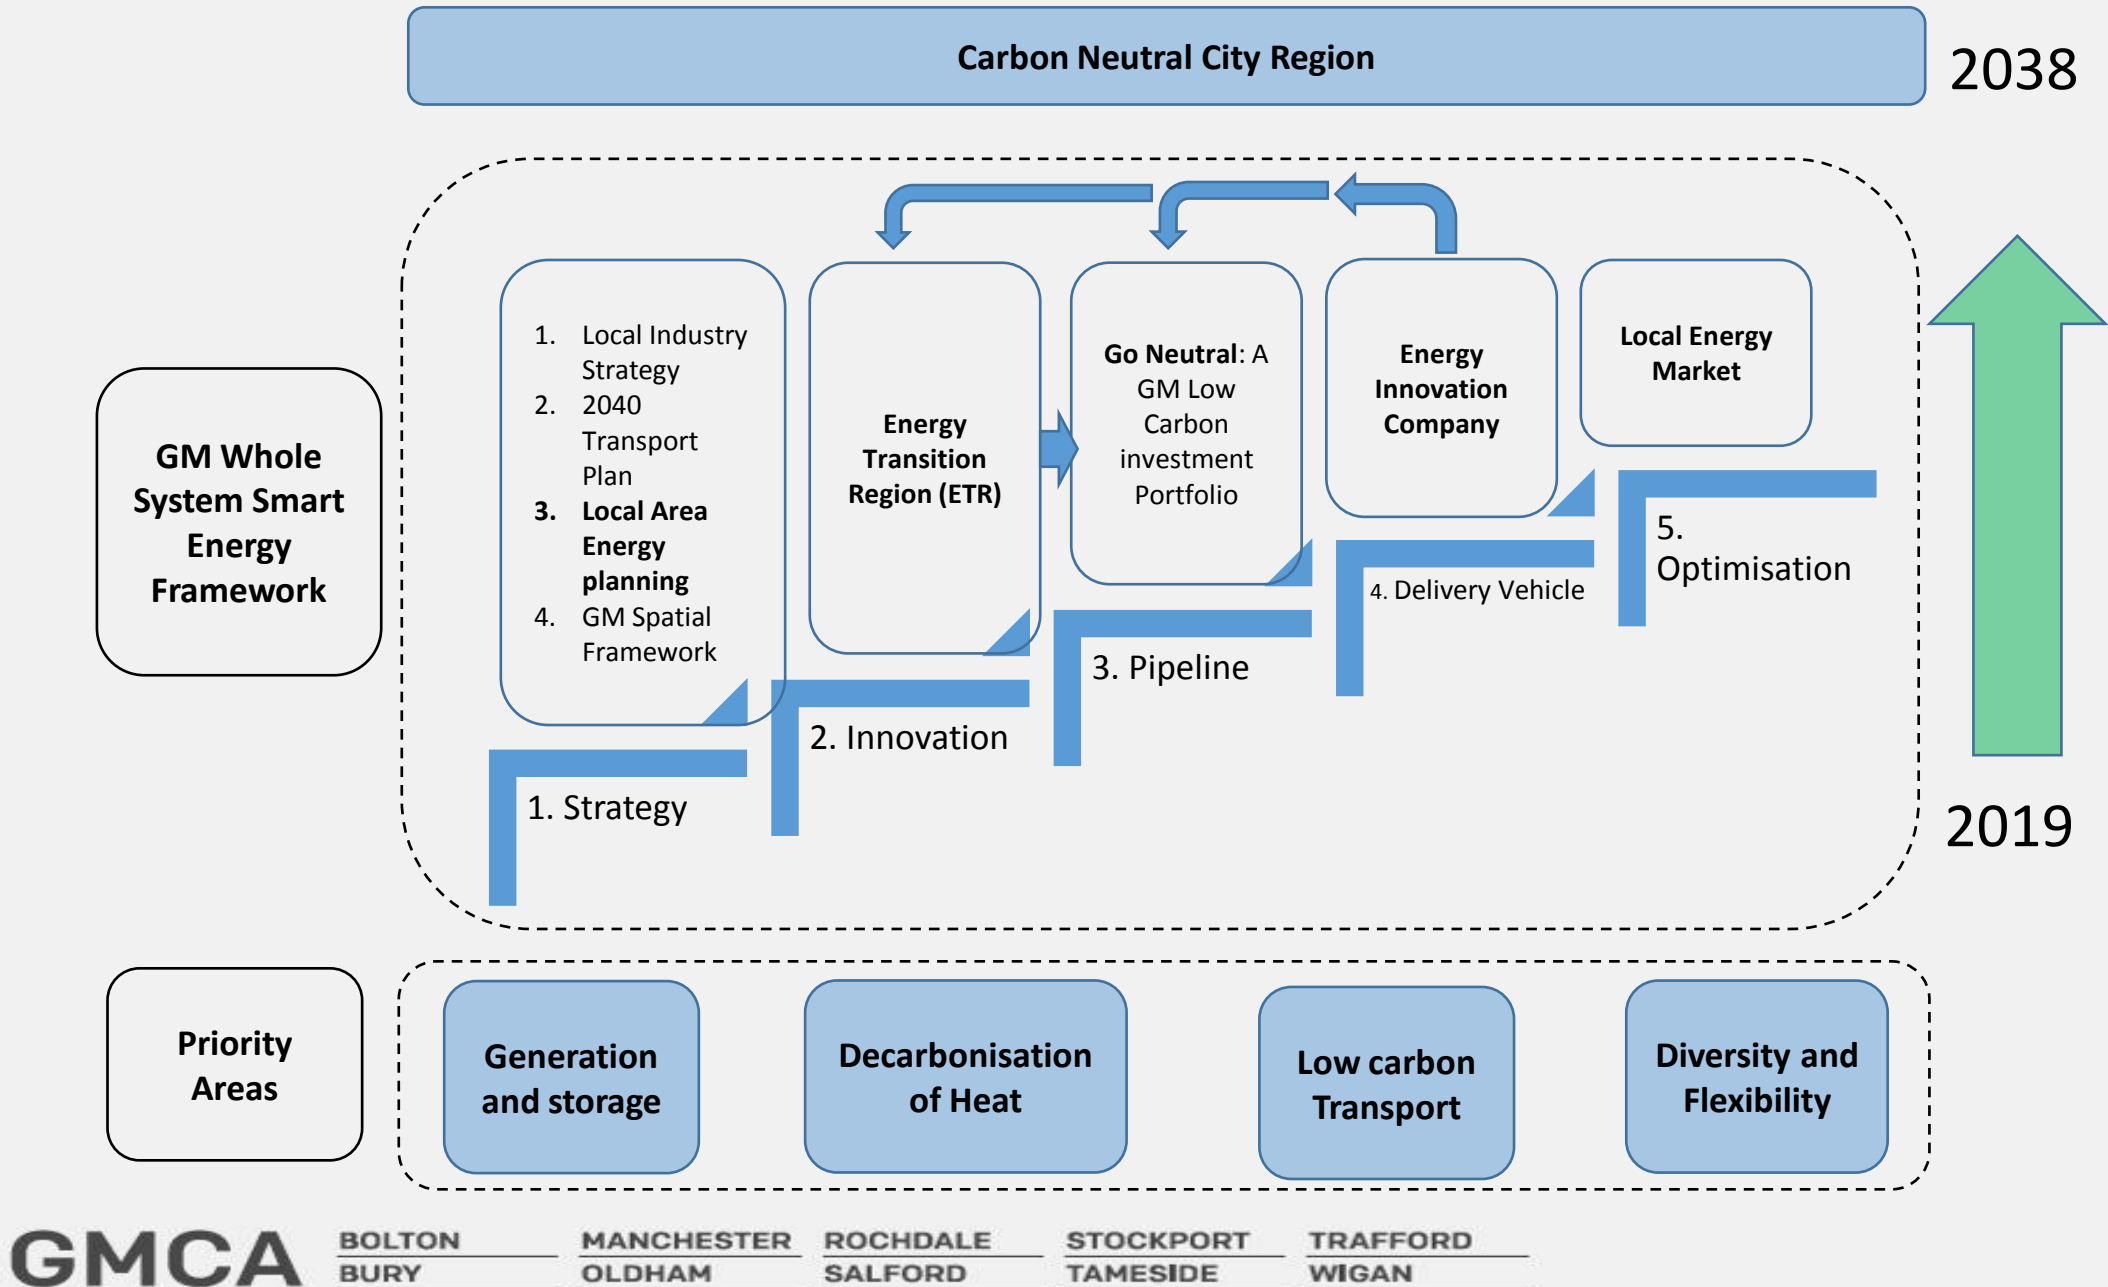 Carbon Neutral City Region
2038
1. Local Industry
Strategy
2. 2040
Transport
Plan
3. Local Area
Energy
planning
4. GM Spatial
Framework
Energy
Transition
Region (ETR)
Go Neutral: A
GM Low
Carbon
investment
Portfolio
Energy
Innovation
Company
Local Energy
Market
GM Whole
System Smart
Energy
Framework
1. Strategy
2. Innovation
3. Pipeline
4. Delivery Vehicle
5.
Optimisation
2019
Priority
Areas
Generation
and storage
Decarbonisation
of Heat
Low carbon
Transport
Diversity and
Flexibility
GMCA
BOLTON
BURY
MANCHESTER
OLDHAM
ROCHDALE
SALFORD
STOCKPORT
TAMESIDE
TRAFFORD
WIGAN